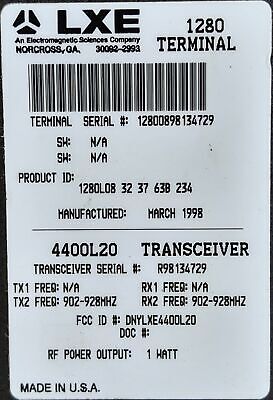 LXE
An Electromagnetic Sciences Company
NORCROSS, GA. 30092-2993
1280
TERMINAL
TERMINAL SERIAL #: 12800898134729
SW: N/A
SW: N/A
PRODUCT ID:
1280L08 32 37 638 234
MANUFACTURED: MARCH 1998
4400L20 TRANSCEIVER
TRANSCEIVER SERIAL #: R98134729
TX1 FREQ: N/A RX1 FREQ: N/A
TX2 FREQ: 902-928MHZ RX2 FREQ: 902-928MHZ
FCC ID #: DNYLXE4400L20
DOC #:
RF POWER OUTPUT: 1 WATT
MADE IN U.S.A.